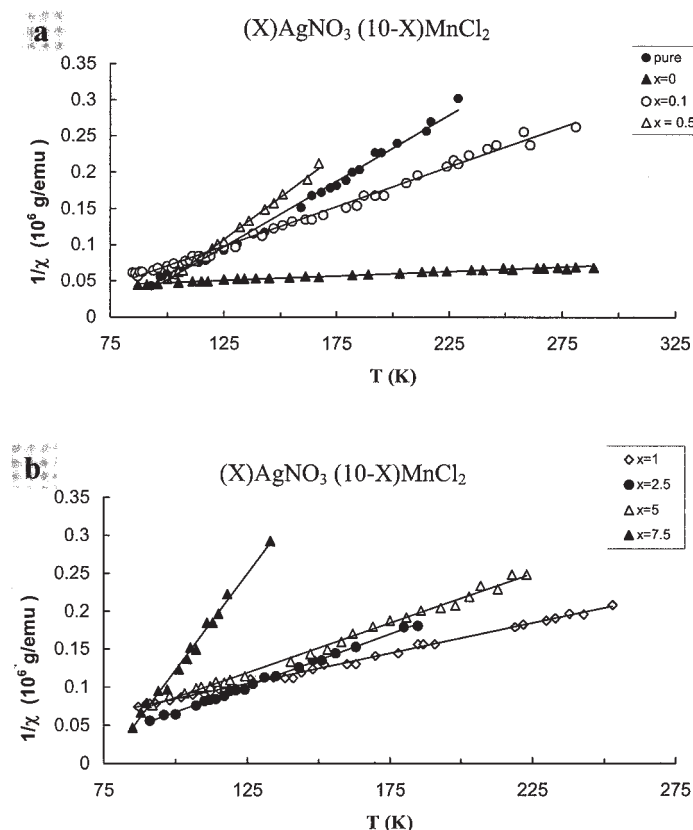 a
(X)AgNO₃ (10-X)MnCl₂
pure
x=0
x=0.1
x = 0.5
0.35
0.3
0.25
0.2
0.15
0.1
0.05
0
1/χ (10⁶ g/emu)
75 125 175 225 275 325
T (K)
b
(X)AgNO₃ (10-X)MnCl₂
x=1
x=2.5
x=5
x=7.5
0.35
0.3
0.25
0.2
0.15
0.1
0.05
0
1/χ (10⁶ g/emu)
75 125 175 225 275 325
T (K)